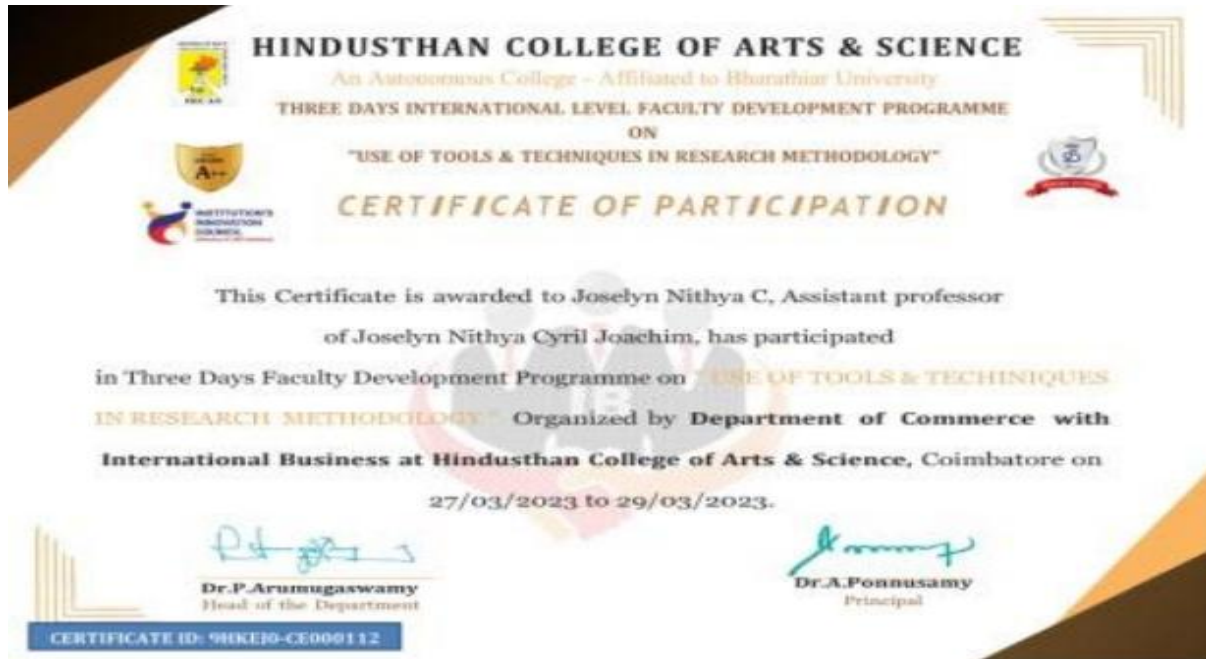 HINDUSTHAN COLLEGE OF ARTS & SCIENCE
An Autonomous College - Affiliated to Bharathiar University
THREE DAYS INTERNATIONAL LEVEL FACULTY DEVELOPMENT PROGRAMME
ON
"USE OF TOOLS & TECHNIQUES IN RESEARCH METHODOLOGY"
A++
INSTITUTION'S
INNOVATION
COUNCIL
CERTIFICATE OF PARTICIPATION
This Certificate is awarded to Joselyn Nithya C, Assistant professor
of Joselyn Nithya Cyril Joachim, has participated
in Three Days Faculty Development Programme on "USE OF TOOLS & TECHINIQUES
IN RESEARCH METHODOLOGY" Organized by Department of Commerce with
International Business at Hindusthan College of Arts & Science, Coimbatore on
27/03/2023 to 29/03/2023.
Dr.P.Arumugaswamy
Head of the Department
Dr.A.Ponnusamy
Principal
CERTIFICATE ID: 9HKEI0-CE000112